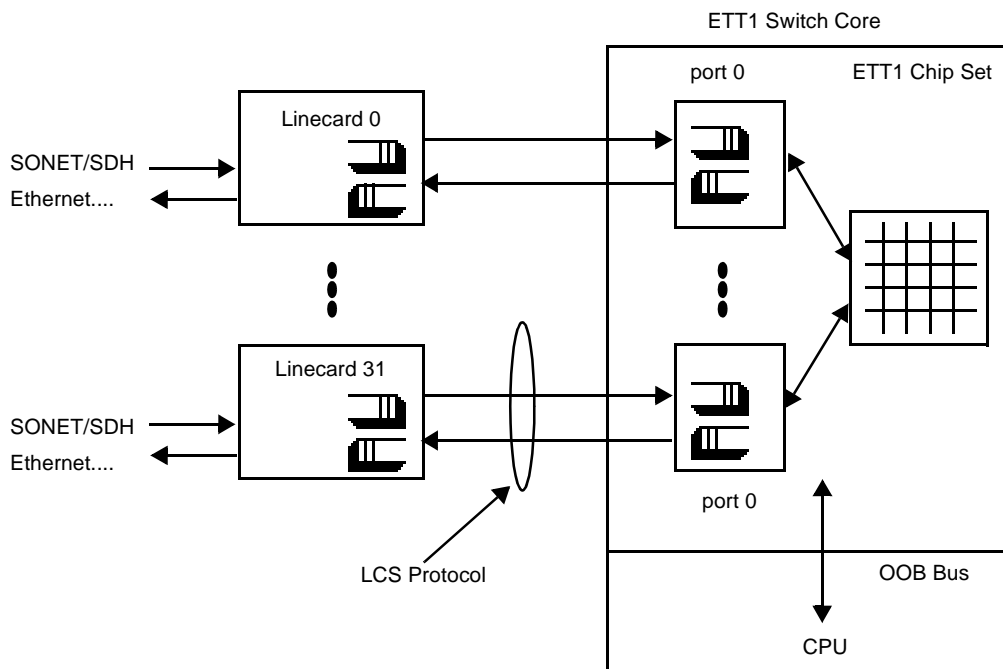 ETT1 Switch Core
port 0
ETT1 Chip Set
Linecard 0
SONET/SDH
Ethernet....
Linecard 31
SONET/SDH
Ethernet....
port 0
LCS Protocol
OOB Bus
CPU